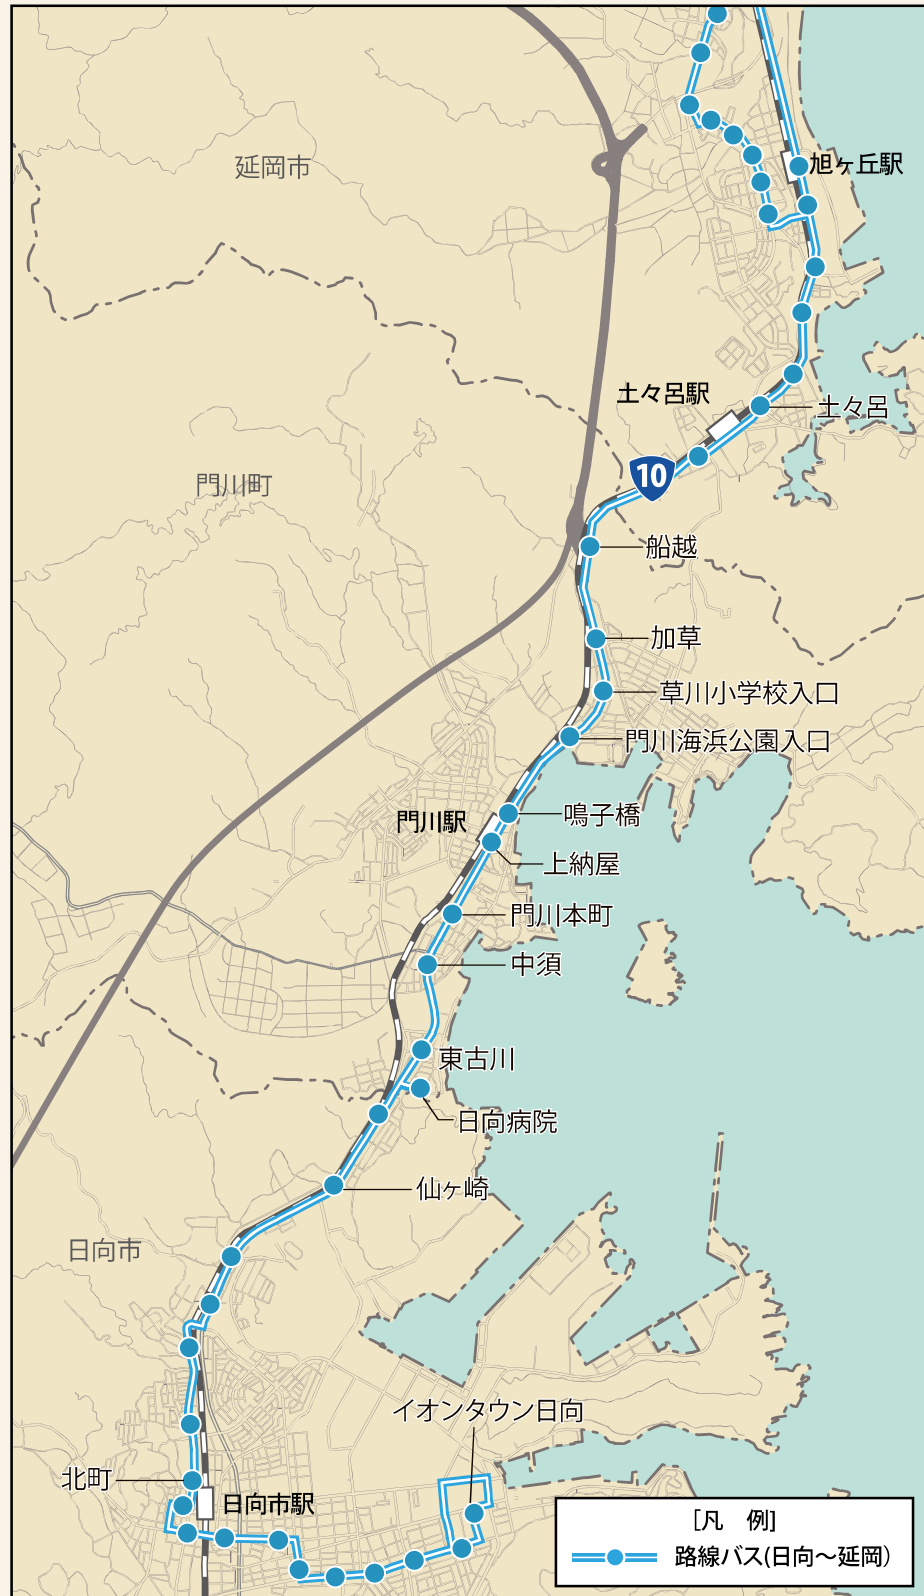 延岡市
旭ヶ丘駅
土々呂駅
土々呂
10
門川町
船越
加草
草川小学校入口
門川海浜公園入口
鳴子橋
門川駅
上納屋
門川本町
中須
東古川
日向病院
仙ヶ崎
日向市
イオンタウン日向
北町
日向市駅
［凡　例］
路線バス(日向〜延岡)